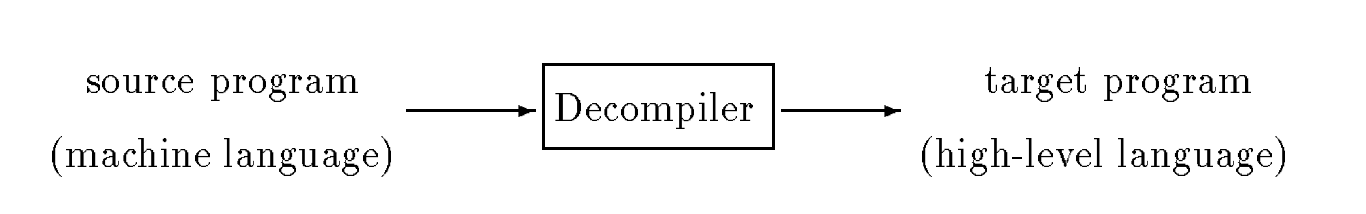 source program
(machine language)
Decompiler
target program
(high-level language)